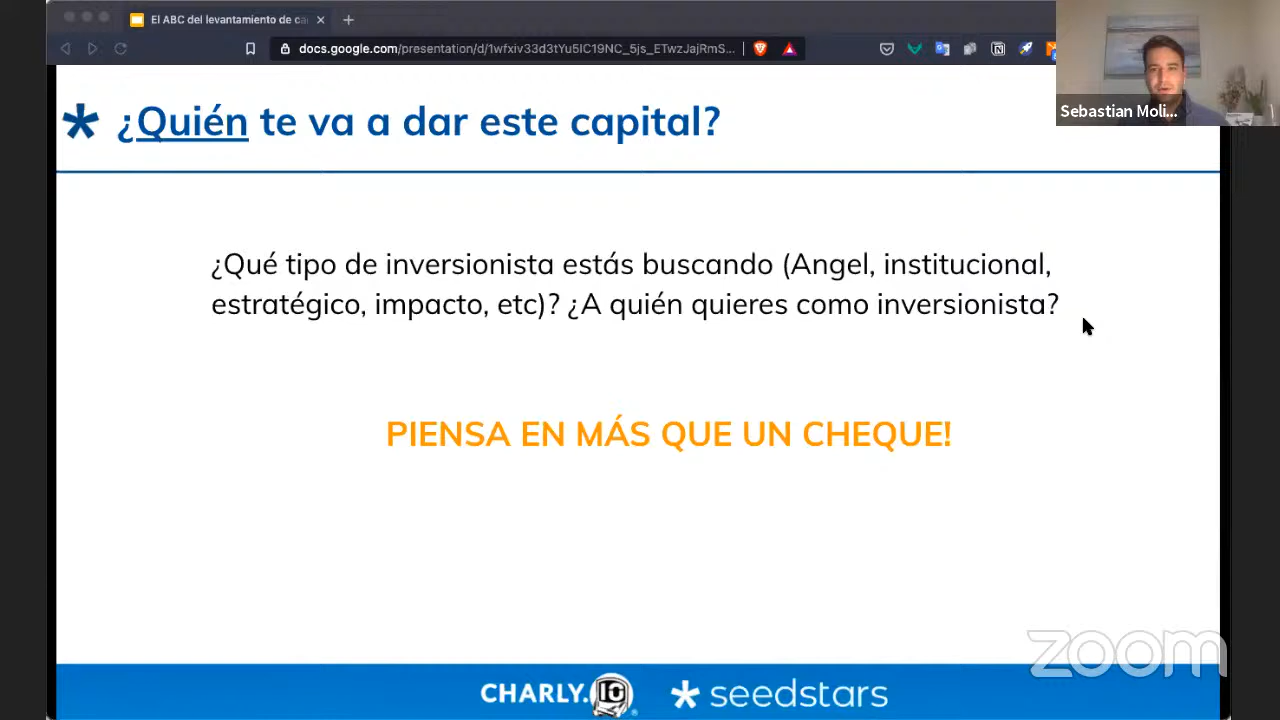 El ABC del levantamiento de ca
docs.google.com/presentation/d/1wfxiv33d3tYu5IC19NC_5js_ETwzJajRmS...
Sebastian Moli...
¿Quién te va a dar este capital?
¿Qué tipo de inversionista estás buscando (Angel, institucional,
estratégico, impacto, etc)? ¿A quién quieres como inversionista?
PIENSA EN MÁS QUE UN CHEQUE!
zoom
CHARLY.IO
seedstars